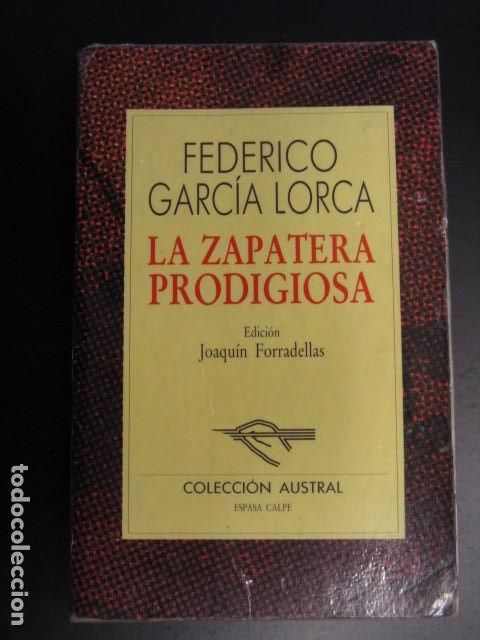 FEDERICO
GARCÍA LORCA
LA ZAPATERA
PRODIGIOSA
Edición
Joaquín Forradellas
COLECCIÓN AUSTRAL
ESPASA CALPE
todocoleccion